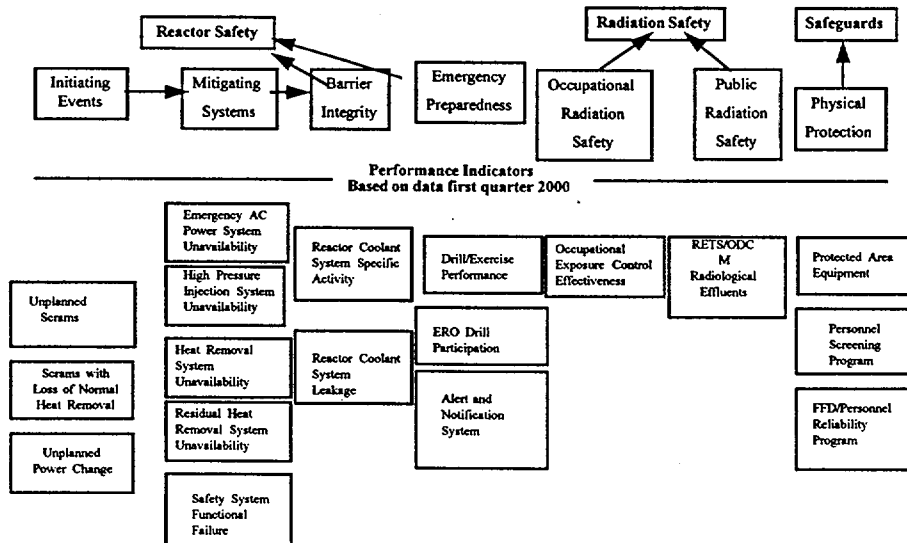 Reactor Safety
Radiation Safety
Safeguards
Initiating
Events
Mitigating
Systems
Barrier
Integrity
Emergency
Preparedness
Occupational
Radiation
Safety
Public
Radiation
Safety
Physical
Protection
Performance Indicators
Based on data first quarter 2000
Unplanned
Scrams
Scrams with
Loss of Normal
Heat Removal
Unplanned
Power Change
Emergency AC
Power System
Unavailability
High Pressure
Injection System
Unavailability
Heat Removal
System
Unavailability
Residual Heat
Removal System
Unavailability
Safety System
Functional
Failure
Reactor Coolant
System Specific
Activity
Reactor Coolant
System
Leakage
Drill/Exercise
Performance
ERO Drill
Participation
Alert and
Notification
System
Occupational
Exposure Control
Effectiveness
RETS/ODC
M
Radiological
Effluents
Protected Area
Equipment
Personnel
Screening
Program
FFD/Personnel
Reliability
Program